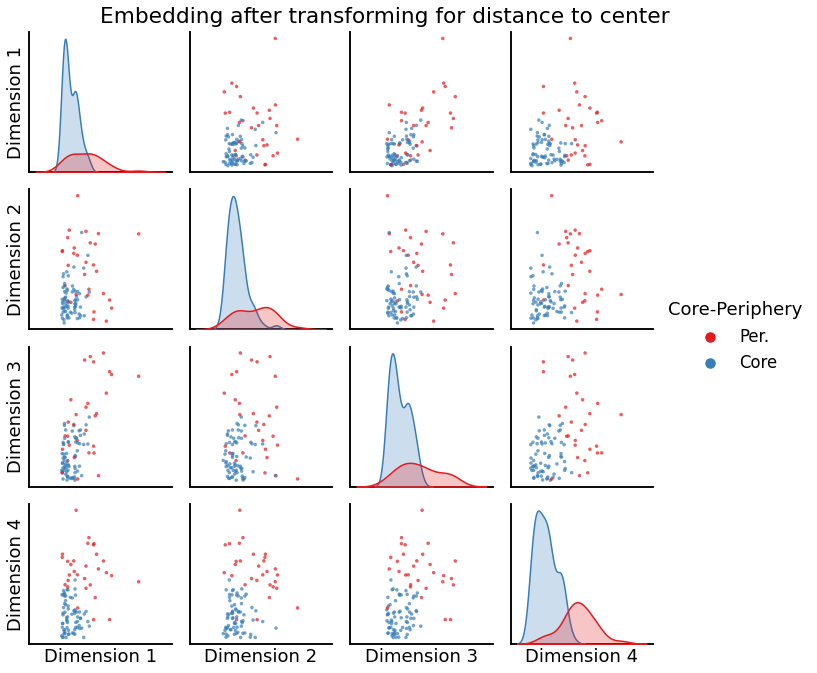 Embedding after transforming for distance to center
Dimension 1
Dimension 2
Dimension 3
Dimension 4
Core-Periphery
Per.
Core
Dimension 1
Dimension 2
Dimension 3
Dimension 4